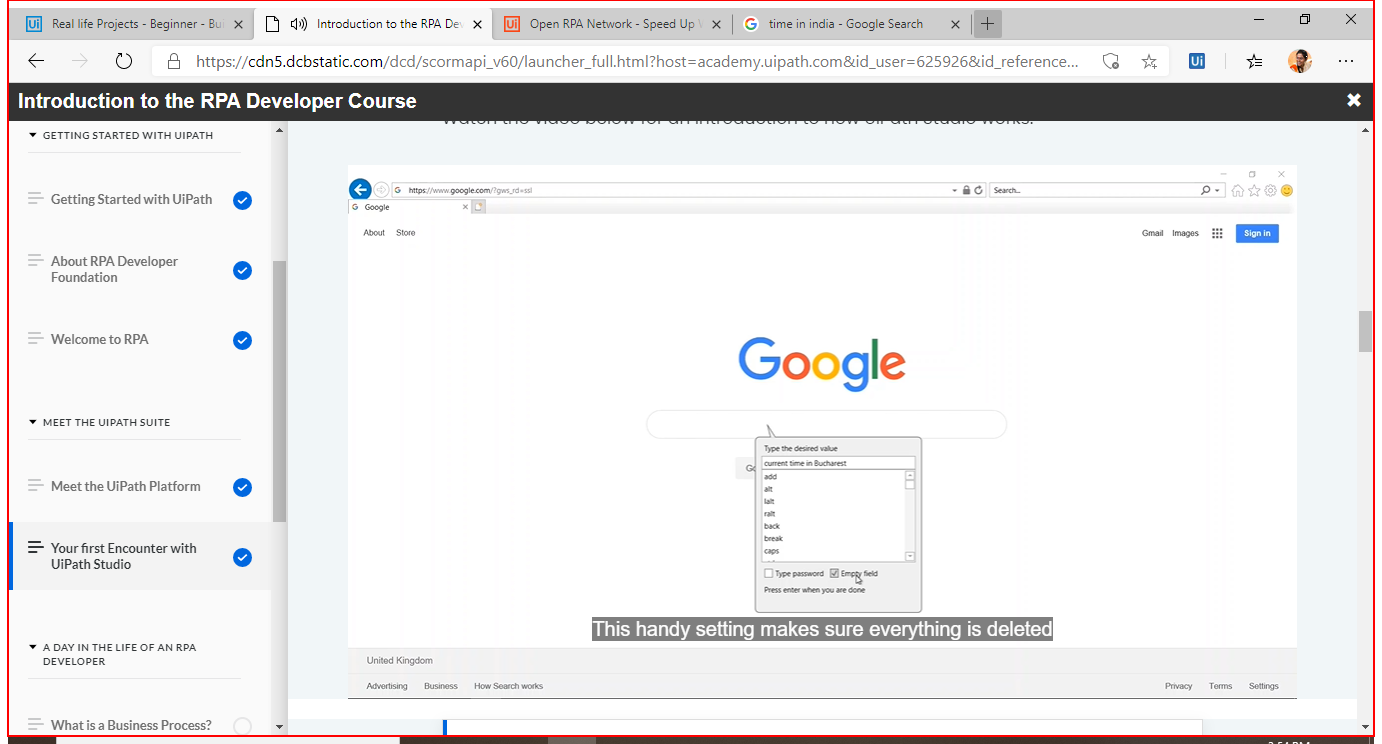 Real life Projects - Beginner - Bu
Introduction to the RPA De
Open RPA Network - Speed Up
time in india - Google Search
https://cdn5.dcbstatic.com/dcd/scormapi_v60/launcher_full.html?host=academy.uipath.com&id_user=625926&id_reference...
Ui
Introduction to the RPA Developer Course
GETTING STARTED WITH UIPATH
Getting Started with UiPath
About RPA Developer
Foundation
Welcome to RPA
MEET THE UIPATH SUITE
Meet the UiPath Platform
Your first Encounter with
UiPath Studio
A DAY IN THE LIFE OF AN RPA
DEVELOPER
What is a Business Process?
Watch the video below for an introduction to how UiPath Studio works.
https://www.google.com/?gws_rd=ssl
Search...
Google
About Store
Gmail Images
Sign in
Google
Type the desired value
current time in Bucharest
add
alt
lalt
ralt
back
break
caps
Type password Empty field
Press enter when you are done
This handy setting makes sure everything is deleted
United Kingdom
Advertising Business How Search works
Privacy Terms Settings